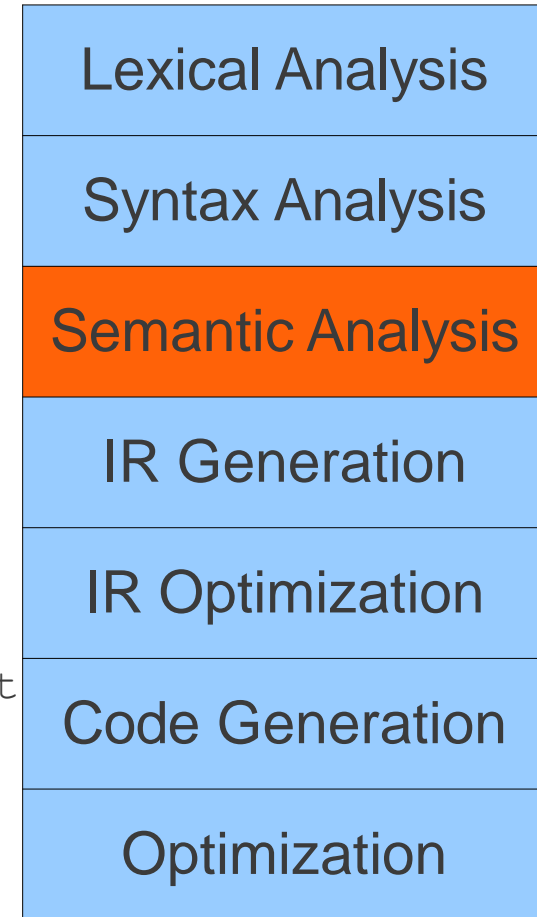 Lexical Analysis
Syntax Analysis
Semantic Analysis
IR Generation
IR Optimization
t
Code Generation
Optimization